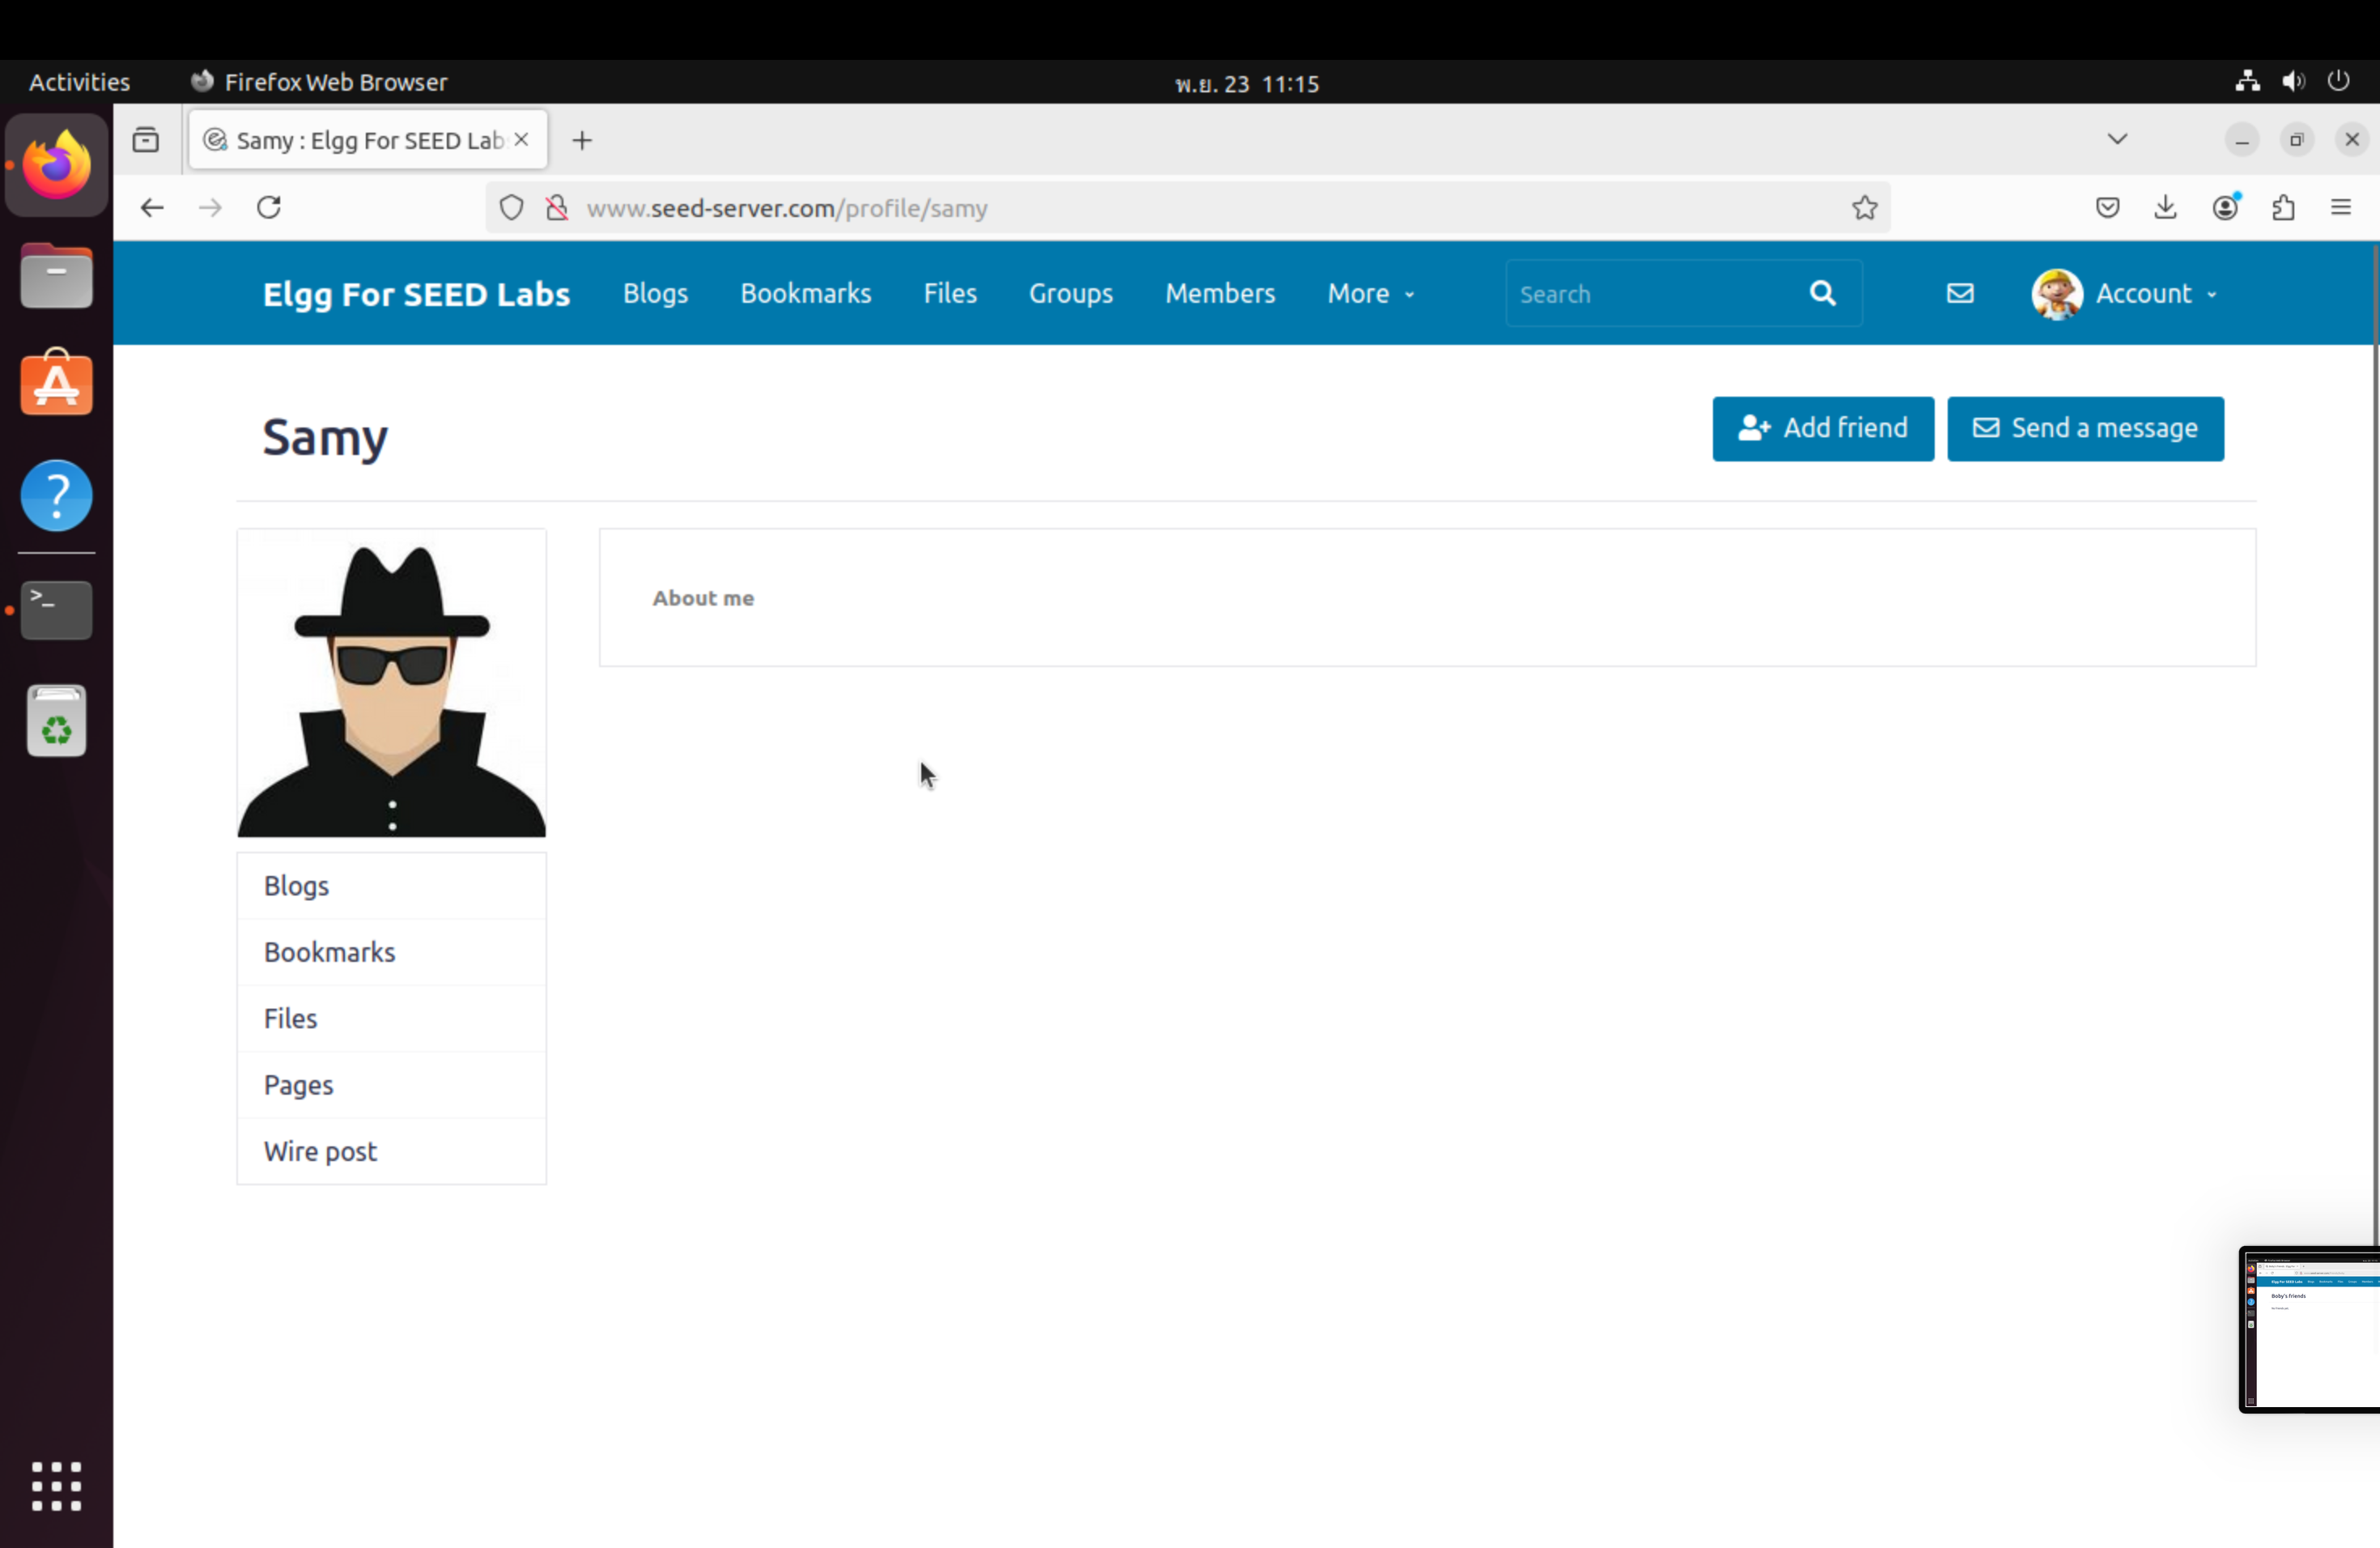 Activities Firefox Web Browser พ.ย. 23 11:15
Samy : Elgg For SEED Lab
www.seed-server.com/profile/samy
Elgg For SEED Labs Blogs Bookmarks Files Groups Members More Search Account
Samy
Add friend Send a message
About me
Blogs
Bookmarks
Files
Pages
Wire post
Boby's friends